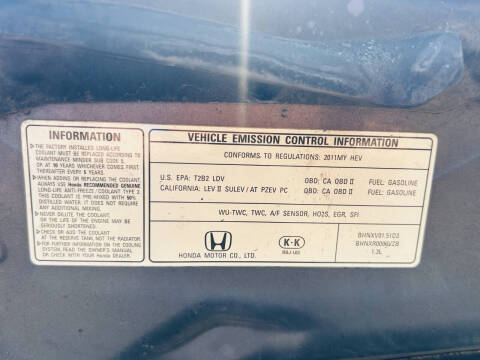 INFORMATION
THE FACTORY INSTALLED LONG-LIFE
COOLANT MUST BE REPLACED ACCORDING TO
MAINTENANCE MINDER SUB CODE 5
OR AT 10 YEARS WHICHEVER COMES FIRST.
THEREAFTER EVERY 5 YEARS.
WHEN ADDING OR REPLACING THE COOLANT
ALWAYS USE Honda RECOMMENDED GENUINE
LONG-LIFE ANTI-FREEZE/COOLANT TYPE 2.
THIS COOLANT IS PRE-MIXED WITH 50%
DISTILLED WATER. IT DOES NOT REQUIRE
ANY ADDITIONAL MIXTURES.
NEVER DILUTE THE COOLANT
OR THE LIFE OF THE ENGINE MAY BE
SERIOUSLY SHORTENED.
CHECK OR ADD THE COOLANT
AT THE RESERVE TANK, NOT THE RADIATOR.
FOR FURTHER INFORMATION ON THE COOLING
SYSTEM, READ THE OWNER'S MANUAL
OR CHECK WITH A Honda DEALER.
VEHICLE EMISSION CONTROL INFORMATION
CONFORMS TO REGULATIONS: 2011MY HEV
U.S. EPA: T2B2 LDV OBD: CA OBD II FUEL: GASOLINE
CALIFORNIA: LEV II SULEV/AT PZEV PC OBD: CA OBD II FUEL: GASOLINE
WU-TWC, TWC, A/F SENSOR, HO2S, EGR, SFI
HONDA MOTOR CO., LTD.
K·K
BHNXV01.5
1.3L